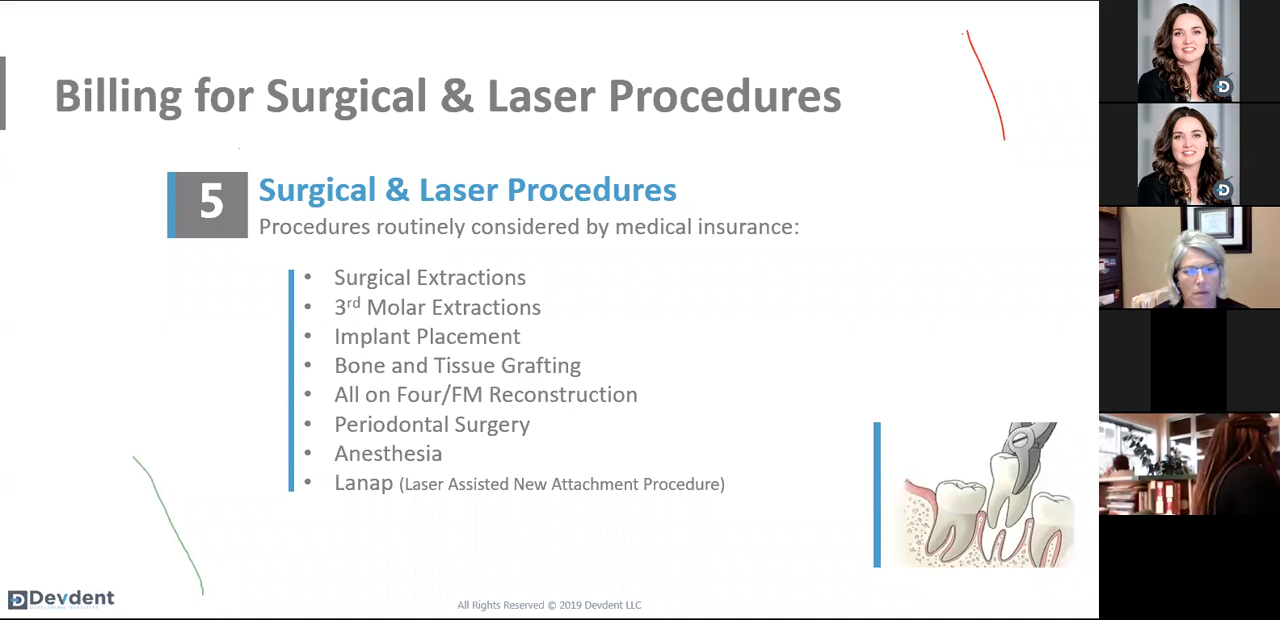 Billing for Surgical & Laser Procedures
5
Surgical & Laser Procedures
Procedures routinely considered by medical insurance:
• Surgical Extractions
• 3rd Molar Extractions
• Implant Placement
• Bone and Tissue Grafting
• All on Four/FM Reconstruction
• Periodontal Surgery
• Anesthesia
• Lanap (Laser Assisted New Attachment Procedure)
Devdent
All Rights Reserved © 2019 Devdent LLC